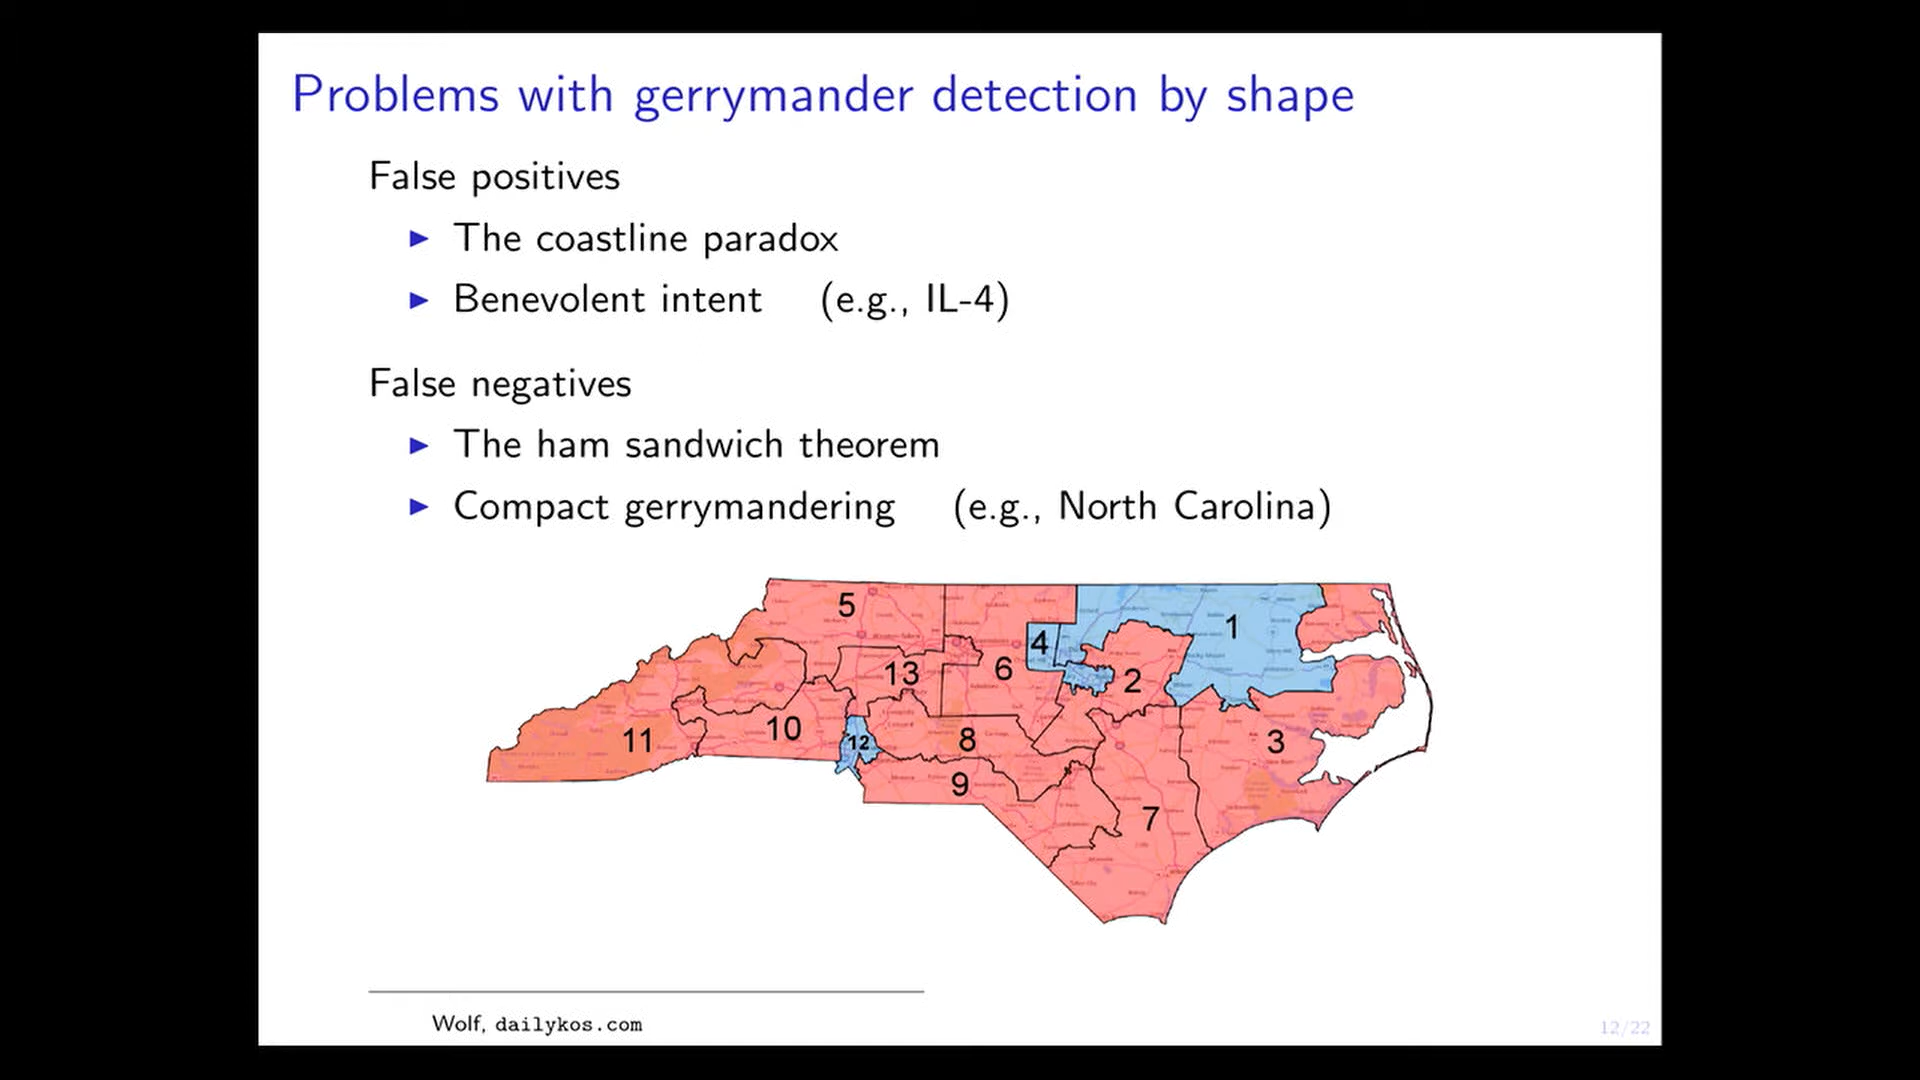 Problems with gerrymander detection by shape
False positives
▶ The coastline paradox
▶ Benevolent intent (e.g., IL-4)
False negatives
▶ The ham sandwich theorem
▶ Compact gerrymandering (e.g., North Carolina)
5
1
4
13
6
2
11
10
12
8
3
9
7
Wolf, dailykos.com
12/22